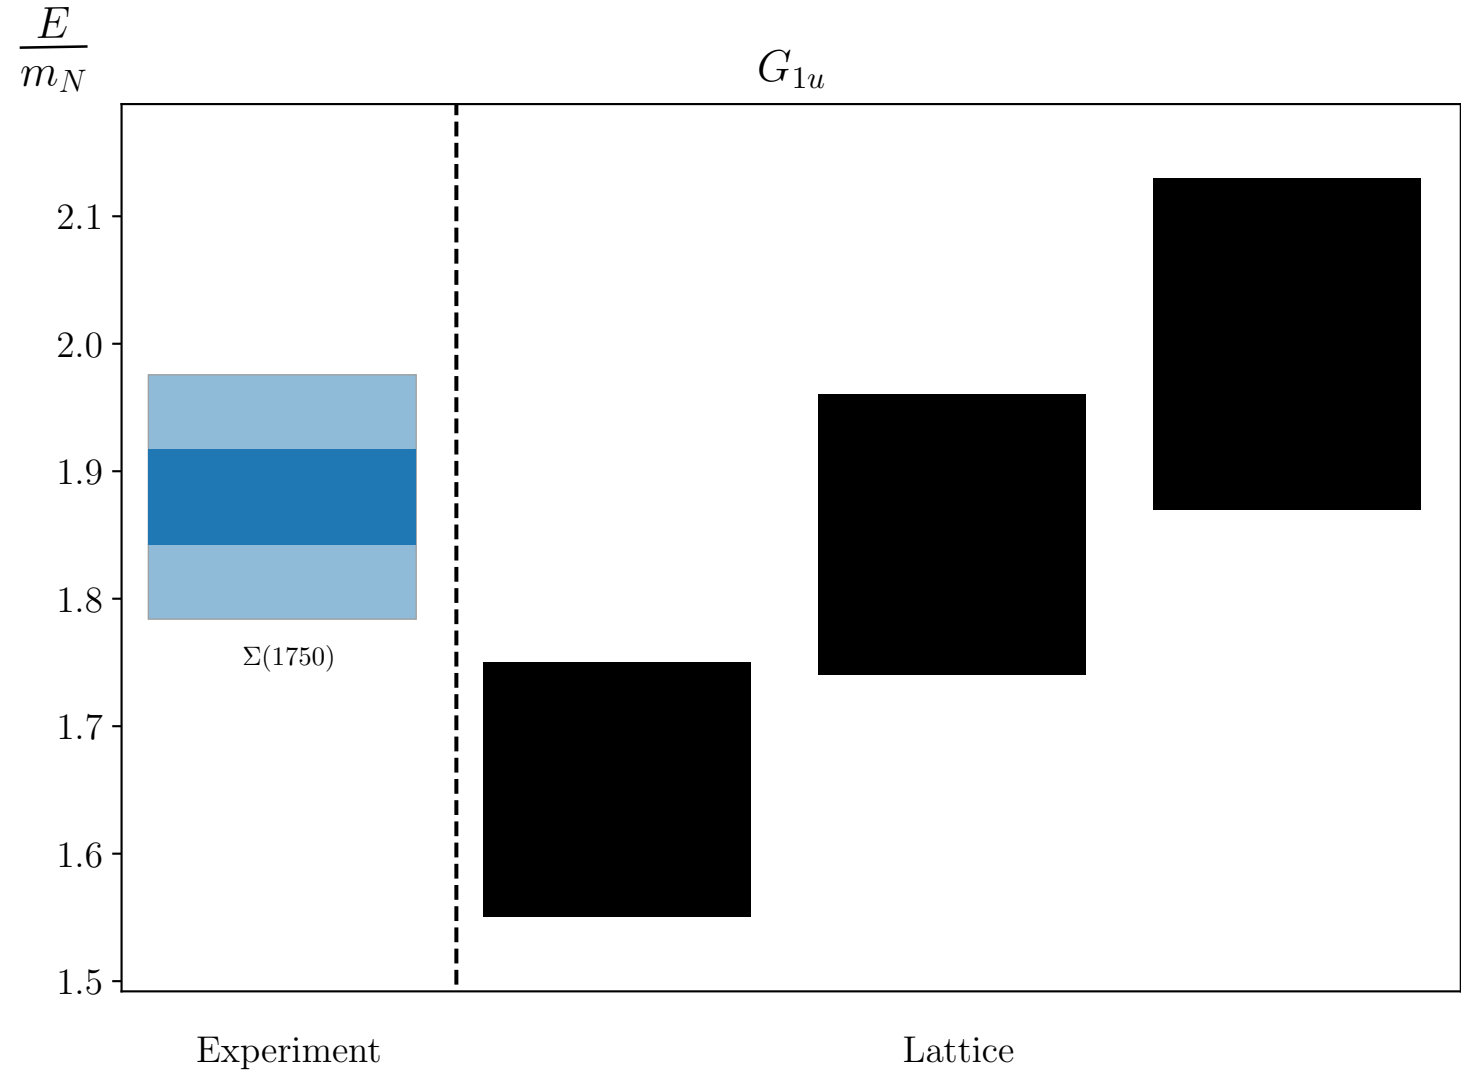 E
m_N
G_{1u}
2.1
2.0
1.9
1.8
Σ(1750)
1.7
1.6
1.5
Experiment
Lattice